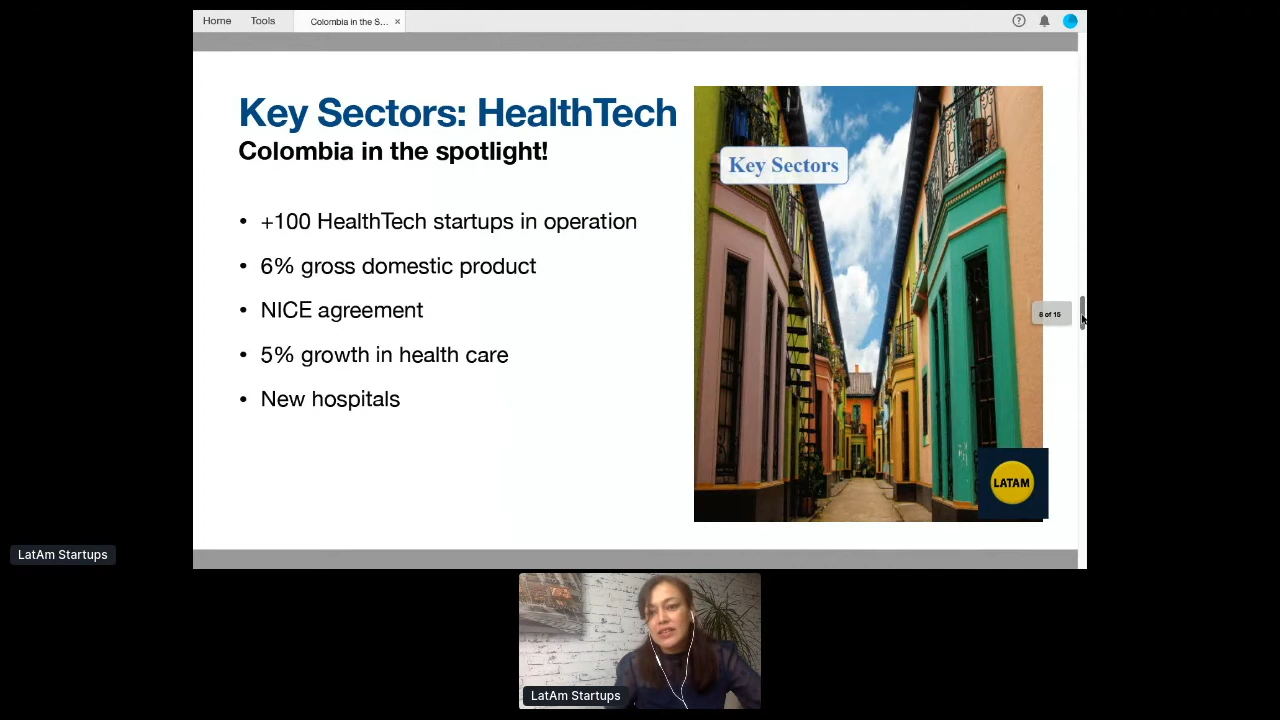 Home Tools Colombia in the S... ×
Key Sectors: HealthTech
Colombia in the spotlight!
• +100 HealthTech startups in operation
• 6% gross domestic product
• NICE agreement
• 5% growth in health care
• New hospitals
Key Sectors
8 of 15
LATAM
LatAm Startups
LatAm Startups